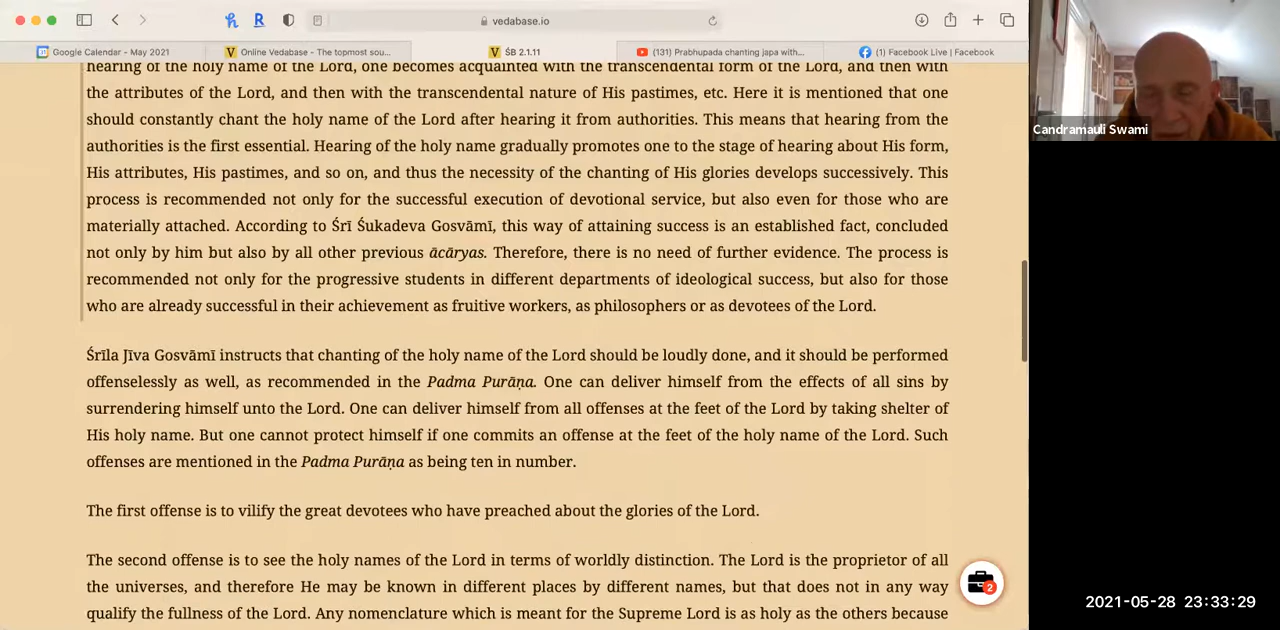 vedabase.io
Google Calendar - May 2021
Online Vedabase - The topmost sou...
ŚB 2.1.11
(131) Prabhupada chanting japa with...
(1) Facebook Live | Facebook
hearing of the holy name of the Lord, one becomes acquainted with the transcendental form of the Lord, and then with
the attributes of the Lord, and then with the transcendental nature of His pastimes, etc. Here it is mentioned that one
should constantly chant the holy name of the Lord after hearing it from authorities. This means that hearing from the
authorities is the first essential. Hearing of the holy name gradually promotes one to the stage of hearing about His form,
His attributes, His pastimes, and so on, and thus the necessity of the chanting of His glories develops successively. This
process is recommended not only for the successful execution of devotional service, but also even for those who are
materially attached. According to Śrī Śukadeva Gosvāmī, this way of attaining success is an established fact, concluded
not only by him but also by all other previous ācāryas. Therefore, there is no need of further evidence. The process is
recommended not only for the progressive students in different departments of ideological success, but also for those
who are already successful in their achievement as fruitive workers, as philosophers or as devotees of the Lord.
Śrīla Jīva Gosvāmī instructs that chanting of the holy name of the Lord should be loudly done, and it should be performed
offenselessly as well, as recommended in the Padma Purāṇa. One can deliver himself from the effects of all sins by
surrendering himself unto the Lord. One can deliver himself from all offenses at the feet of the Lord by taking shelter of
His holy name. But one cannot protect himself if one commits an offense at the feet of the holy name of the Lord. Such
offenses are mentioned in the Padma Purāṇa as being ten in number.
The first offense is to vilify the great devotees who have preached about the glories of the Lord.
The second offense is to see the holy names of the Lord in terms of worldly distinction. The Lord is the proprietor of all
the universes, and therefore He may be known in different places by different names, but that does not in any way
qualify the fullness of the Lord. Any nomenclature which is meant for the Supreme Lord is as holy as the others because
2
Candramauli Swami
2021-05-28 23:33:29